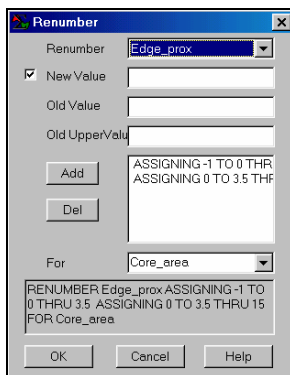 Renumber
Renumber Edge_prox
New Value
Old Value
Old UpperValu
Add
Del
ASSIGNING -1 TO 0 THR
ASSIGNING 0 TO 3.5 THF
For Core_area
RENUMBER Edge_prox ASSIGNING -1 TO
0 THRU 3.5 ASSIGNING 0 TO 3.5 THRU 15
FOR Core_area
OK Cancel Help